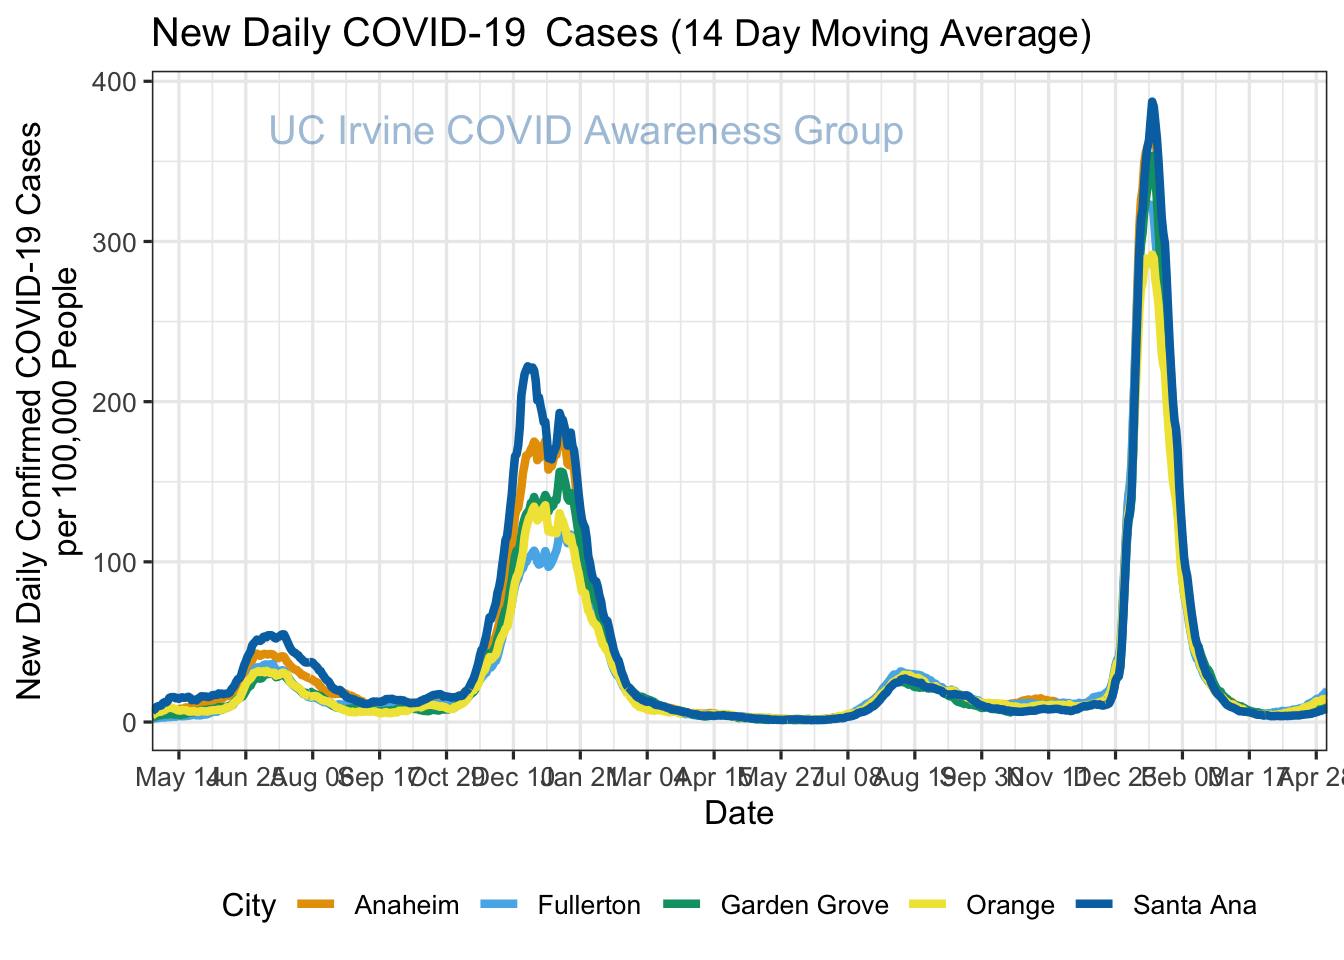 New Daily COVID-19 Cases (14 Day Moving Average)
UC Irvine COVID Awareness Group
New Daily Confirmed COVID-19 Cases
per 100,000 People
400
300
200
100
0
May 14 Jun 25 Aug 06 Sep 17 Oct 29 Dec 10 Jan 21 Mar 04 Apr 15 May 27 Jul 08 Aug 19 Sep 30 Nov 11 Dec 23 Feb 03 Mar 17 Apr 28
Date
City Anaheim Fullerton Garden Grove Orange Santa Ana